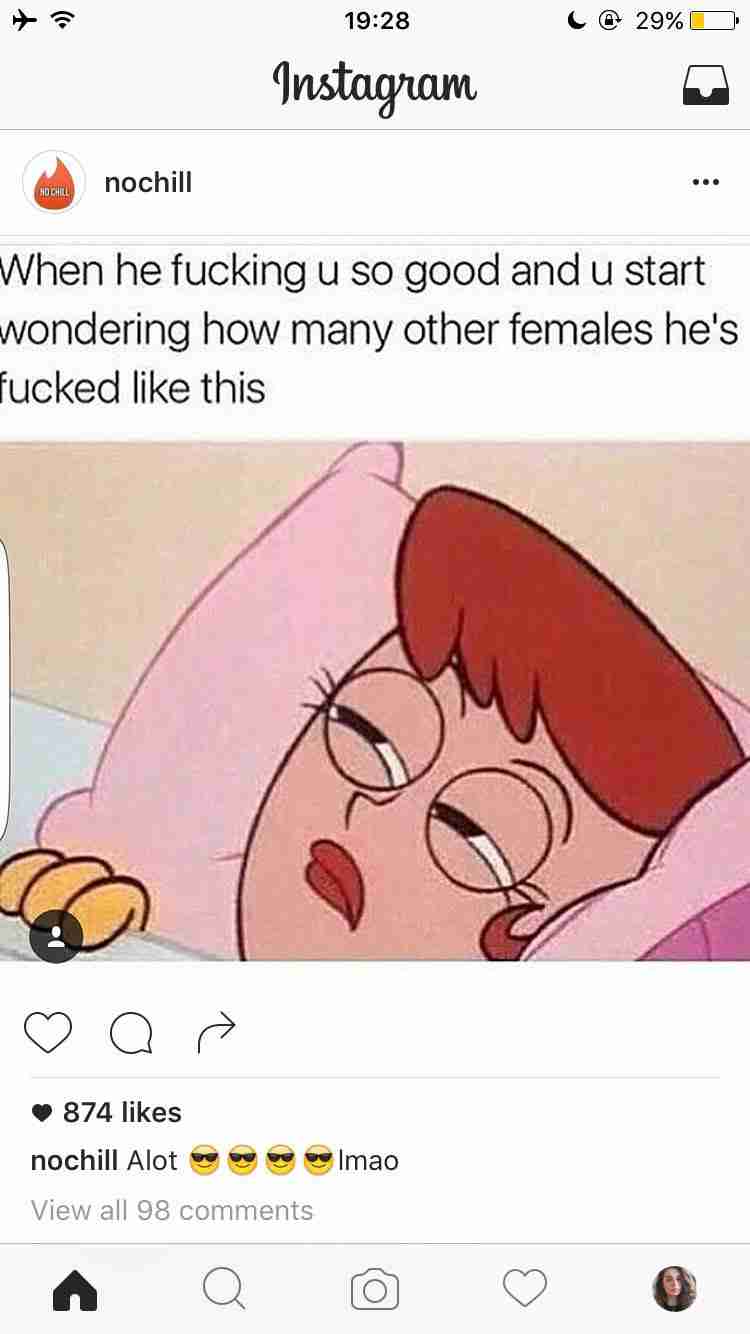 19:28
29%
Instagram
NO CHILL
nochill
When he fucking u so good and u start
wondering how many other females he's
fucked like this
874 likes
nochill Alot 😎😎😎😎lmao
View all 98 comments